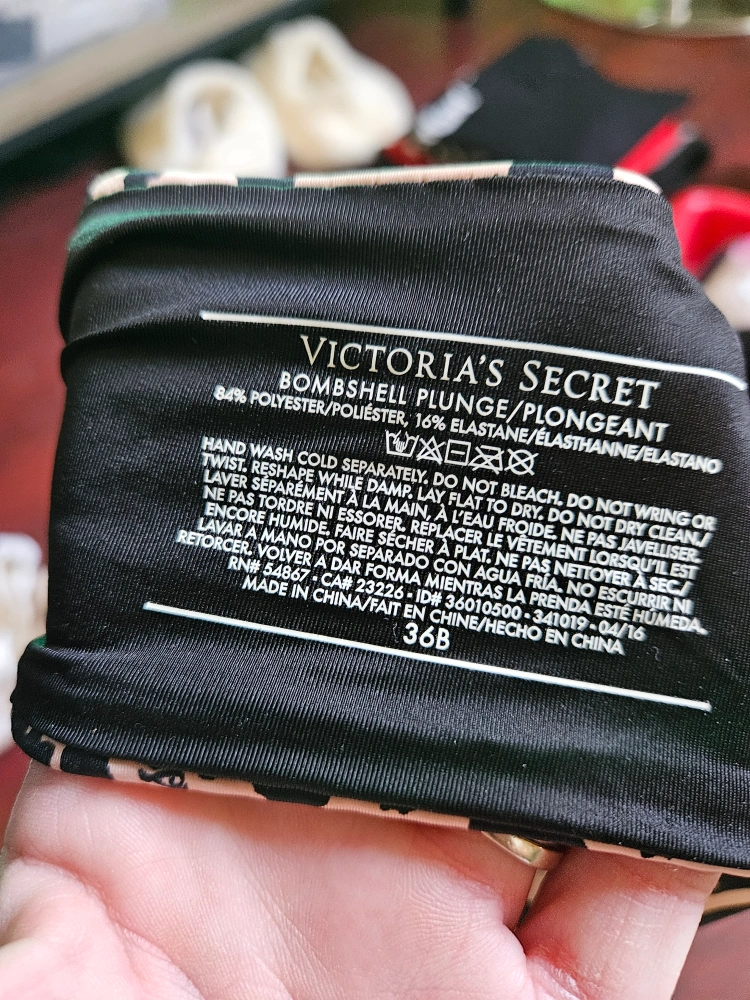 VICTORIA'S SECRET
BOMBSHELL PLUNGE/PLONGEANT
84% POLYESTER/POLIÉSTER, 16% ELASTANE/ÉLASTHANNE/ELASTANO
HAND WASH COLD SEPARATELY. DO NOT BLEACH. DO NOT WRING OR
TWIST. RESHAPE WHILE DAMP. LAY FLAT TO DRY. DO NOT DRY CLEAN./
LAVER SÉPARÉMENT À LA MAIN, À L'EAU FROIDE. NE PAS JAVELLISER.
NE PAS TORDRE NI ESSORER. REPLACER LE VÊTEMENT LORSQU'IL EST
ENCORE HUMIDE. FAIRE SÉCHER À PLAT. NE PAS NETTOYER À SEC./
LAVAR A MANO POR SEPARADO CON AGUA FRÍA. NO ESCURRIR NI
RETORCER. VOLVER A DAR FORMA MIENTRAS LA PRENDA ESTÉ HÚMEDA.
RN# 54867 • CA# 23226 • ID# 36010500 • 341019 • 04/16
MADE IN CHINA/FAIT EN CHINE/HECHO EN CHINA
36B